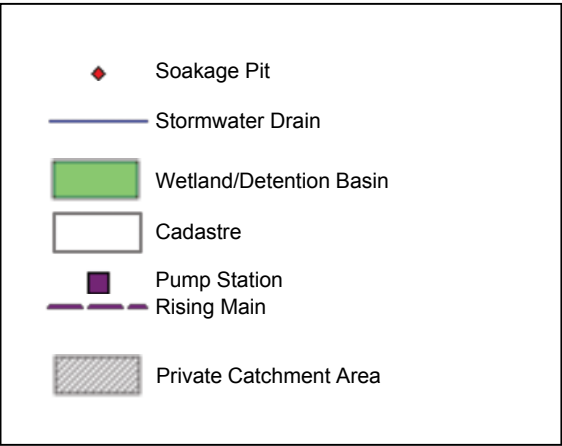 Soakage Pit
Stormwater Drain
Wetland/Detention Basin
Cadastre
Pump Station
Rising Main
Private Catchment Area